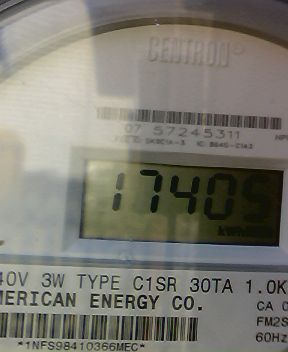 CENTRON®
07 57245311
17405
kWh
40V 3W TYPE C1SR 30TA 1.0K
MERICAN ENERGY CO.
CA 0
FM2S
60Hz
*1NFS98410366MEC*